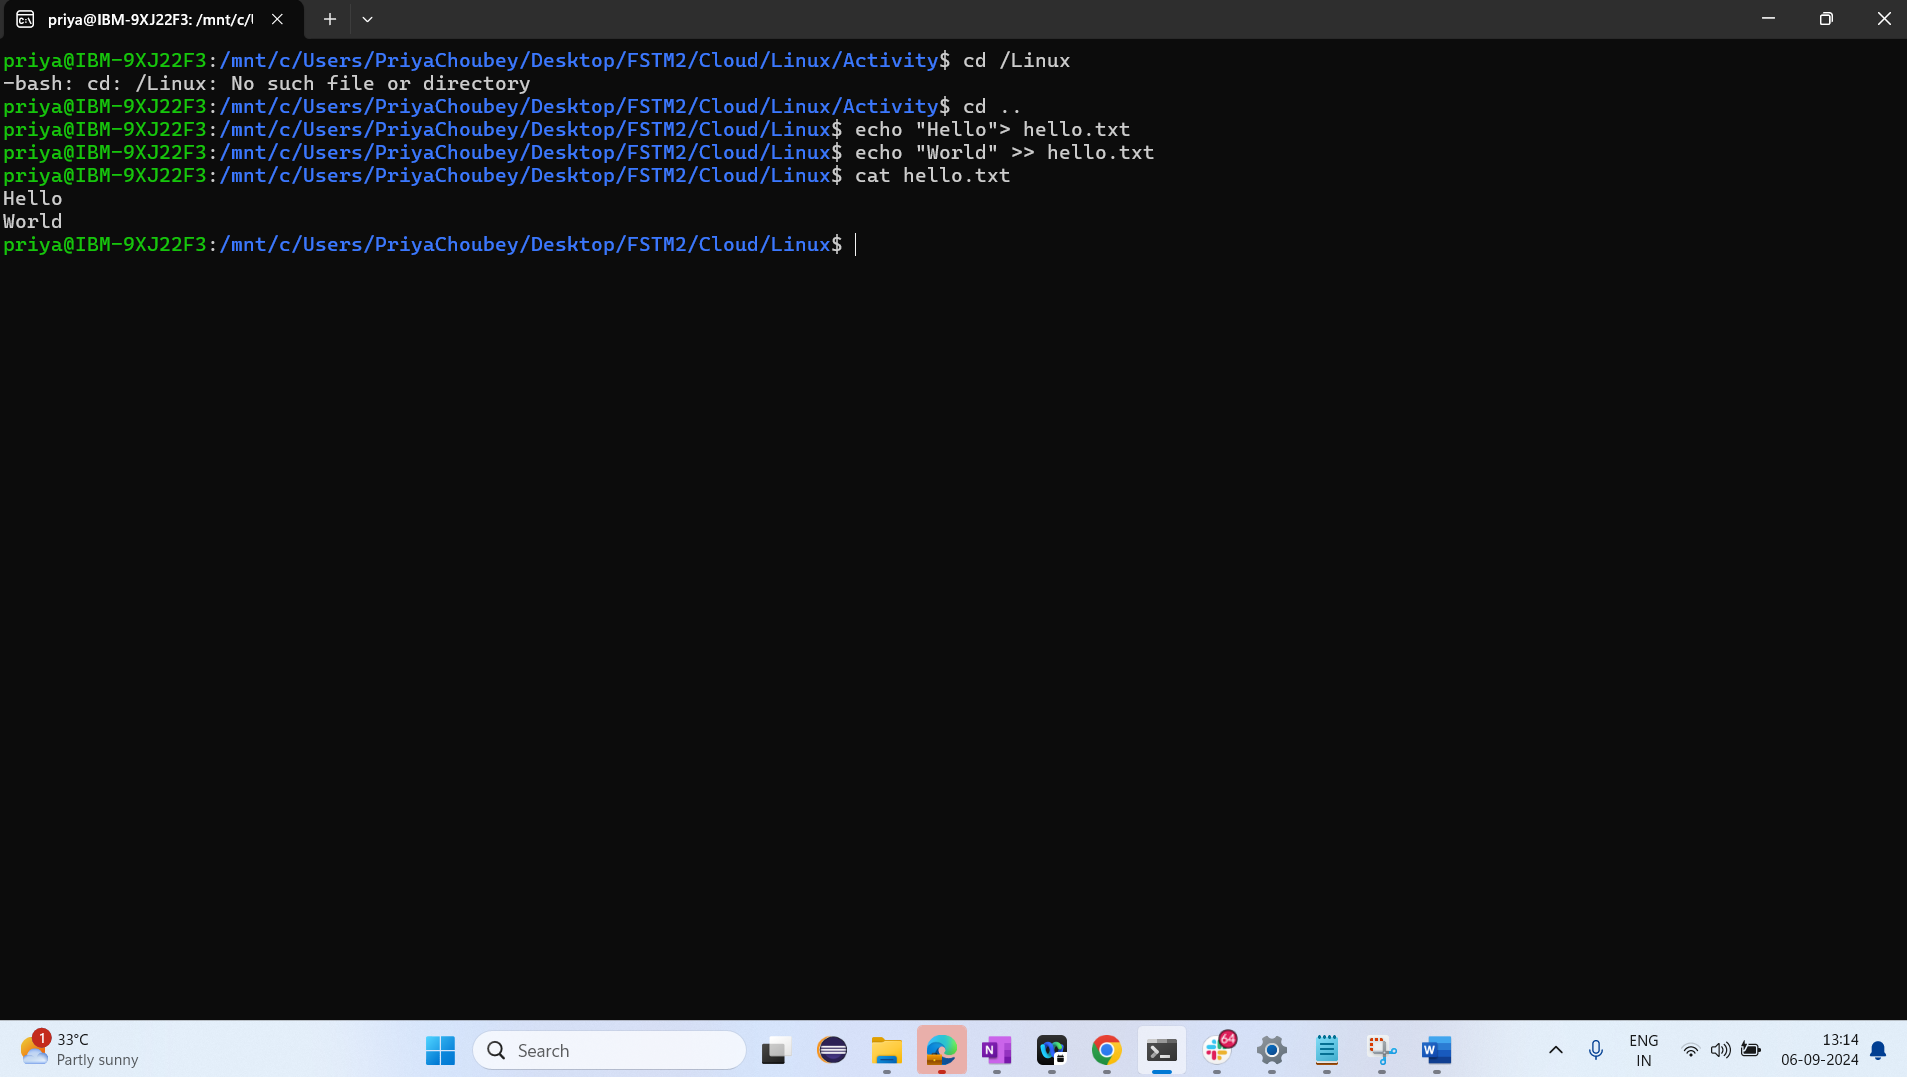 priya@IBM-9XJ22F3: /mnt/c/U
priya@IBM-9XJ22F3:/mnt/c/Users/PriyaChoubey/Desktop/FSTM2/Cloud/Linux/Activity$ cd /Linux
-bash: cd: /Linux: No such file or directory
priya@IBM-9XJ22F3:/mnt/c/Users/PriyaChoubey/Desktop/FSTM2/Cloud/Linux/Activity$ cd ..
priya@IBM-9XJ22F3:/mnt/c/Users/PriyaChoubey/Desktop/FSTM2/Cloud/Linux$ echo "Hello"> hello.txt
priya@IBM-9XJ22F3:/mnt/c/Users/PriyaChoubey/Desktop/FSTM2/Cloud/Linux$ echo "World" >> hello.txt
priya@IBM-9XJ22F3:/mnt/c/Users/PriyaChoubey/Desktop/FSTM2/Cloud/Linux$ cat hello.txt
Hello
World
priya@IBM-9XJ22F3:/mnt/c/Users/PriyaChoubey/Desktop/FSTM2/Cloud/Linux$
1
33°C
Partly sunny
Search
N
64
W
ENG
IN
13:14
06-09-2024